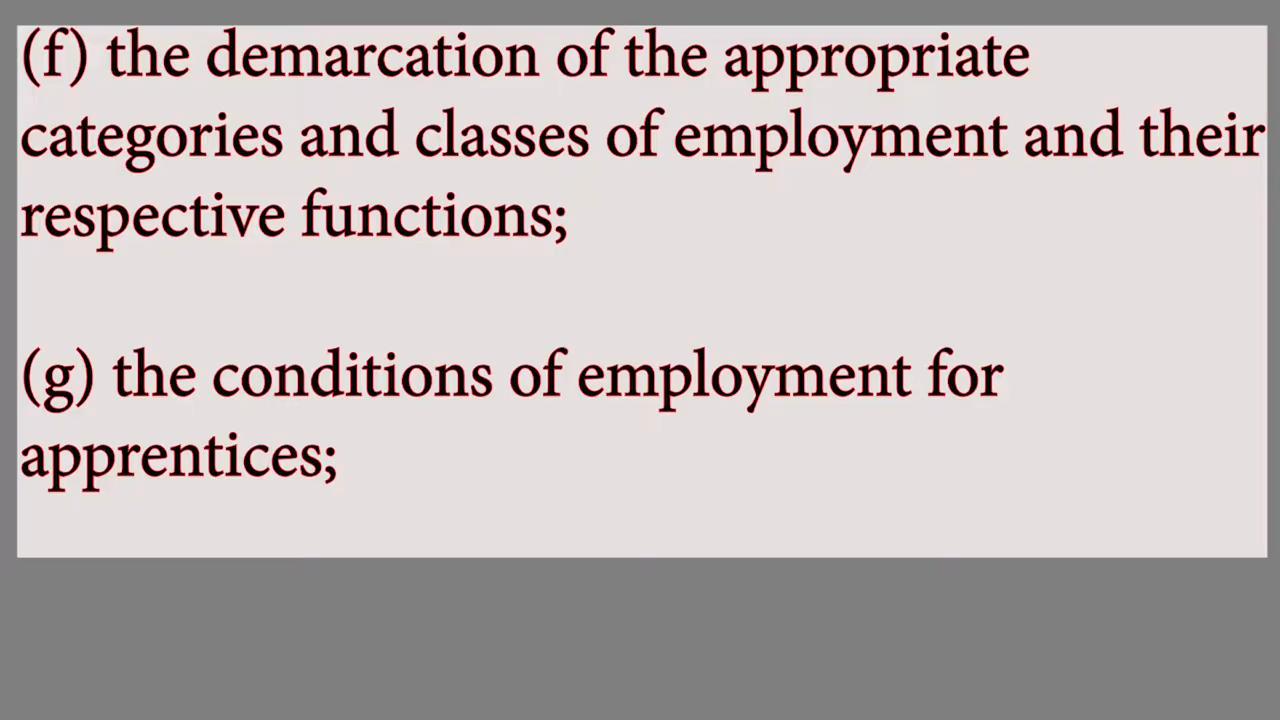 (f) the demarcation of the appropriate
categories and classes of employment and their
respective functions;
(g) the conditions of employment for
apprentices;